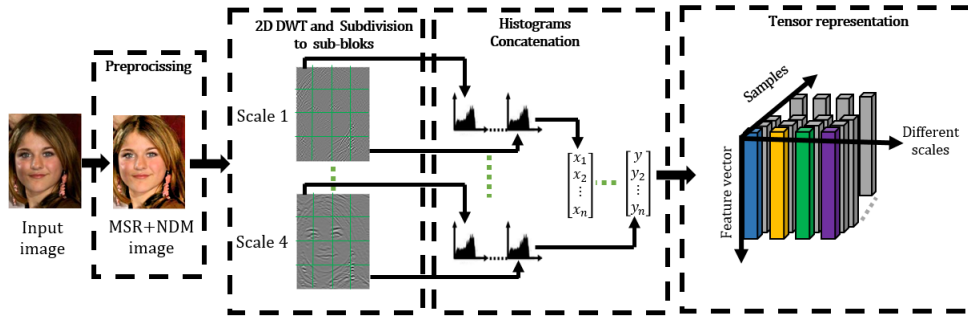 Preprocissing
2D DWT and Subdivision
to sub-bloks
Histograms
Concatenation
Tensor representation
Input
image
MSR+NDM
image
Scale 1
Scale 4
x₁
x₂
⋮
xₙ
y
y₂
⋮
yₙ
Samples
Different
scales
Feature vector